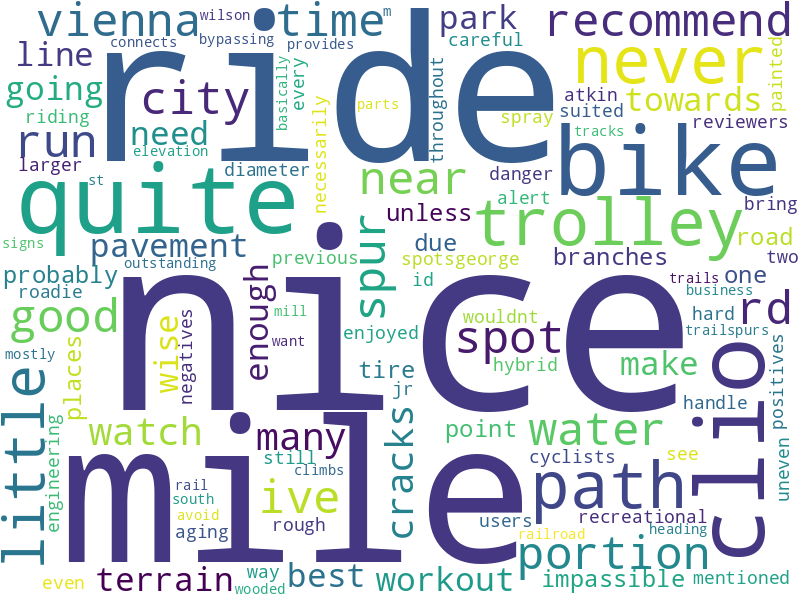 wilson
m
vienna
time
park
recommend
connects
bypassing
provides
careful
line
ride
never
painted
going
city
every
parts
atkin
towards
basically
riding
run
need
necessarily
throughout
spray
suited
reviewers
elevation
tracks
larger
diameter
near
danger
bike
st
quite
unless
alert
trolley
bring
signs
pavement
spur
due
branches
road
previous
spotsgeorge
two
outstanding
probably
id
trails
one
roadie
enough
nice
business
good
mill
wouldnt
spot
hard
rd
wise
negatives
enjoyed
trailspurs
mostly
want
places
tire
hybrid
make
positives
jr
handle
little
watch
many
cracks
point
water
clio
engineering
still
cyclists
see
climbs
uneven
mile
path
rail
ive
south
avoid
users
recreational
aging
rough
railroad
heading
portion
even
terrain
way
best
workout
impassible
mentioned
wooded